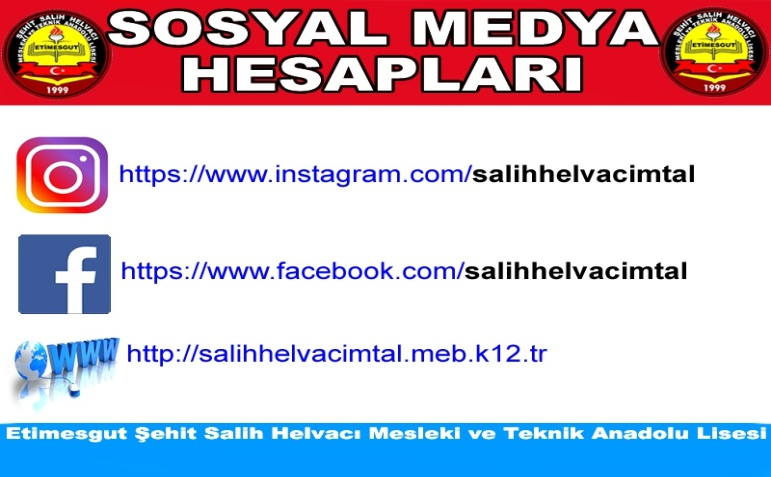 SOSYAL MEDYA
HESAPLARI
ŞEHİT SALİH HELVACI
MESLEKİ VE TEKNİK ANADOLU LİSESİ
ETİMESGUT
1999
ŞEHİT SALİH HELVACI
MESLEKİ VE TEKNİK ANADOLU LİSESİ
ETİMESGUT
1999
https://www.instagram.com/salihhelvacimtal
https://www.facebook.com/salihhelvacimtal
WWW
http://salihhelvacimtal.meb.k12.tr
Etimesgut Şehit Salih Helvacı Mesleki ve Teknik Anadolu Lisesi